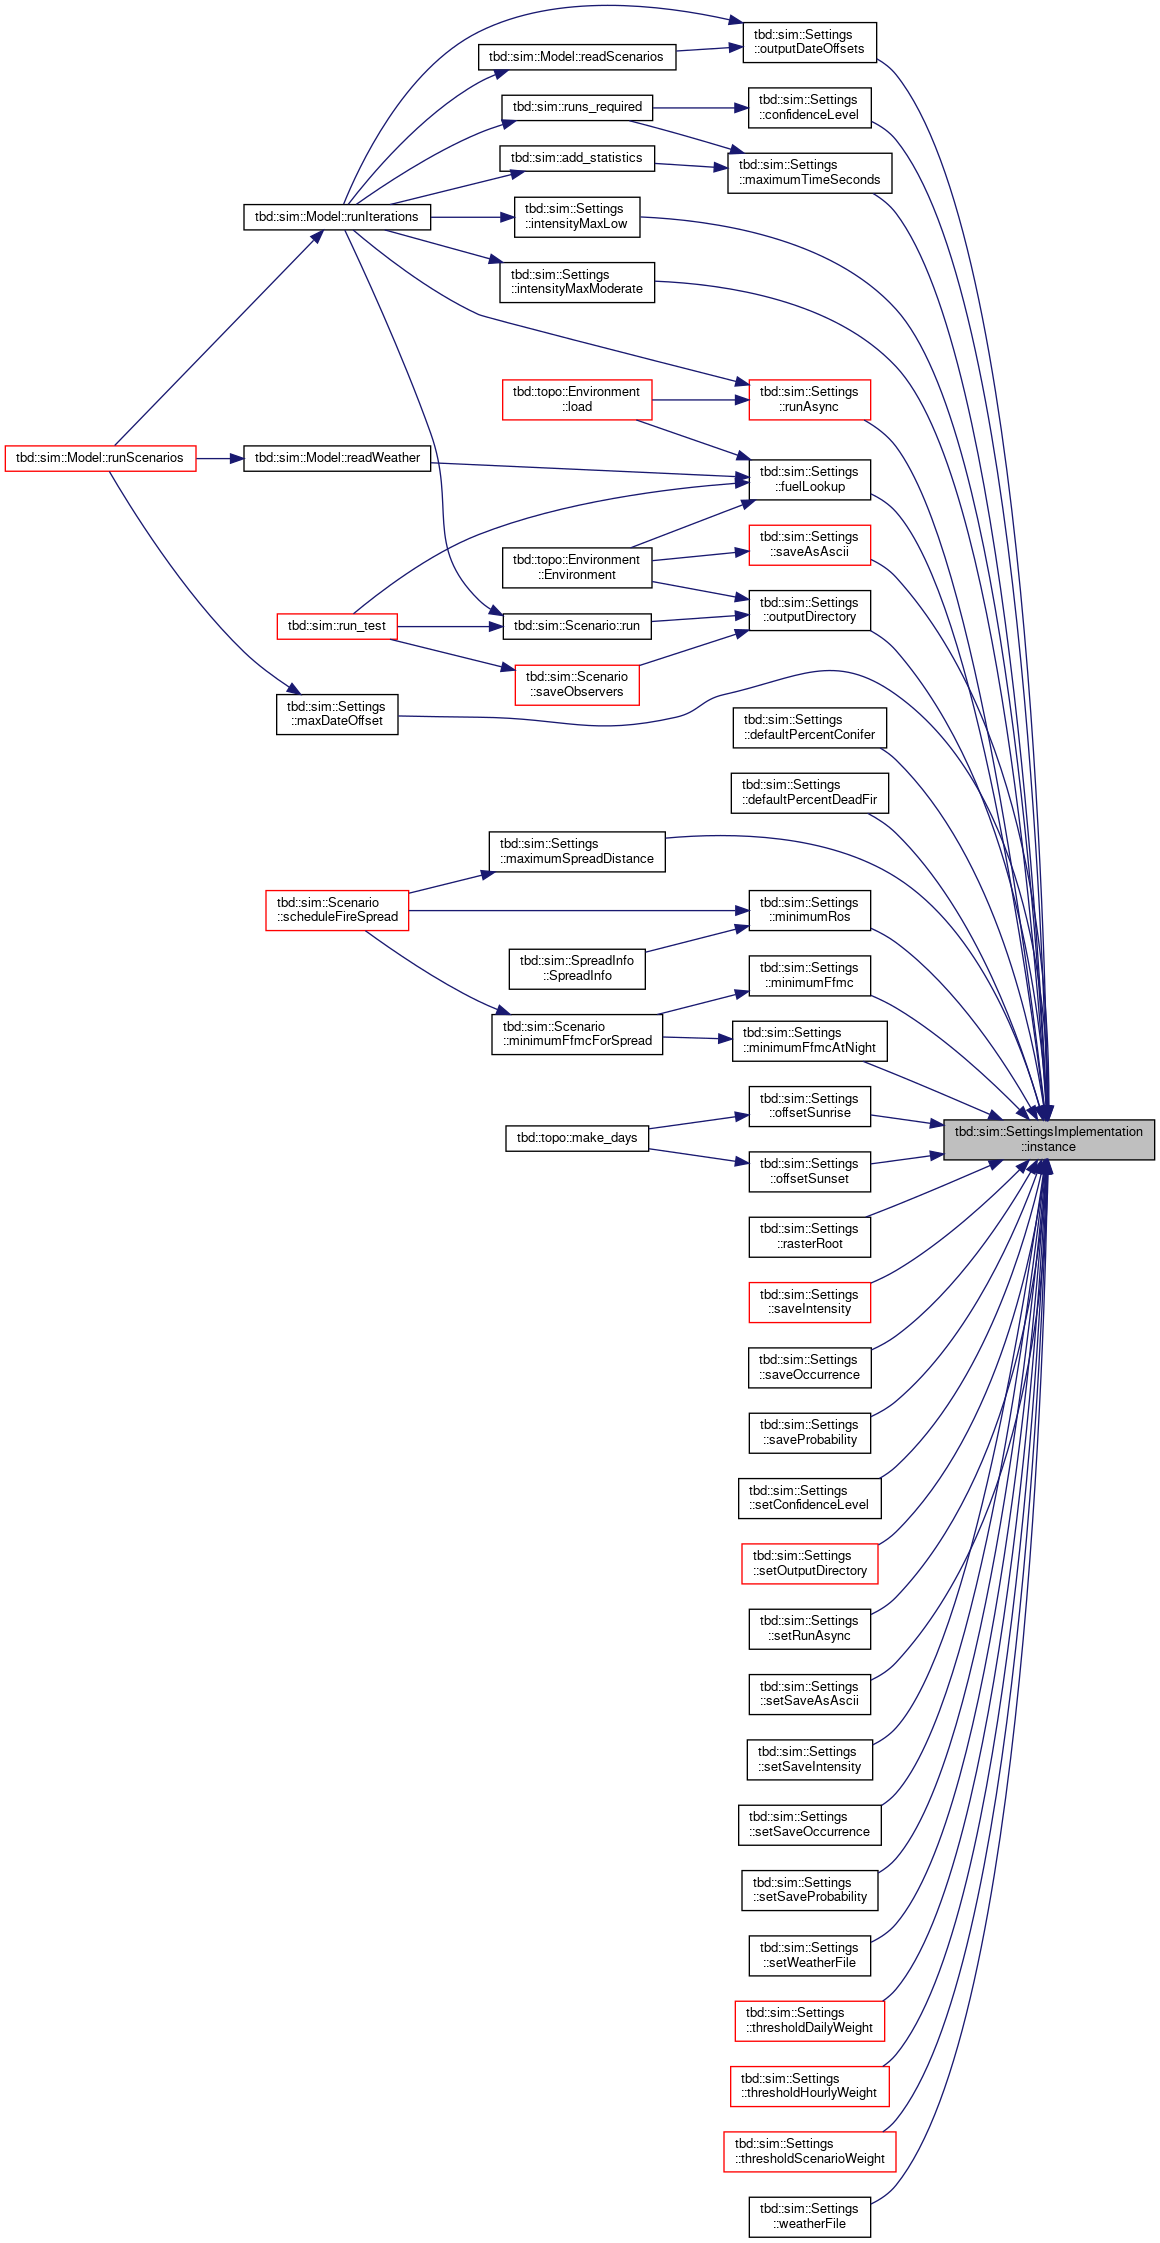 tbd::sim::Settings
::outputDateOffsets
tbd::sim::Model::readScenarios
tbd::sim::Settings
::confidenceLevel
tbd::sim::runs_required
tbd::sim::add_statistics
tbd::sim::Settings
::maximumTimeSeconds
tbd::sim::Model::runIterations
tbd::sim::Settings
::intensityMaxLow
tbd::sim::Settings
::intensityMaxModerate
tbd::topo::Environment
::load
tbd::sim::Settings
::runAsync
tbd::sim::Model::runScenarios
tbd::sim::Model::readWeather
tbd::sim::Settings
::fuelLookup
tbd::sim::Settings
::saveAsAscii
tbd::topo::Environment
::Environment
tbd::sim::Settings
::outputDirectory
tbd::sim::run_test
tbd::sim::Scenario::run
tbd::sim::Scenario
::saveObservers
tbd::sim::Settings
::maxDateOffset
tbd::sim::Settings
::defaultPercentConifer
tbd::sim::Settings
::defaultPercentDeadFir
tbd::sim::Settings
::maximumSpreadDistance
tbd::sim::Scenario
::scheduleFireSpread
tbd::sim::Settings
::minimumRos
tbd::sim::SpreadInfo
::SpreadInfo
tbd::sim::Settings
::minimumFfmc
tbd::sim::Scenario
::minimumFfmcForSpread
tbd::sim::Settings
::minimumFfmcAtNight
tbd::sim::Settings
::offsetSunrise
tbd::topo::make_days
tbd::sim::SettingsImplementation
::instance
tbd::sim::Settings
::offsetSunset
tbd::sim::Settings
::rasterRoot
tbd::sim::Settings
::saveIntensity
tbd::sim::Settings
::saveOccurrence
tbd::sim::Settings
::saveProbability
tbd::sim::Settings
::setConfidenceLevel
tbd::sim::Settings
::setOutputDirectory
tbd::sim::Settings
::setRunAsync
tbd::sim::Settings
::setSaveAsAscii
tbd::sim::Settings
::setSaveIntensity
tbd::sim::Settings
::setSaveOccurrence
tbd::sim::Settings
::setSaveProbability
tbd::sim::Settings
::setWeatherFile
tbd::sim::Settings
::thresholdDailyWeight
tbd::sim::Settings
::thresholdHourlyWeight
tbd::sim::Settings
::thresholdScenarioWeight
tbd::sim::Settings
::weatherFile